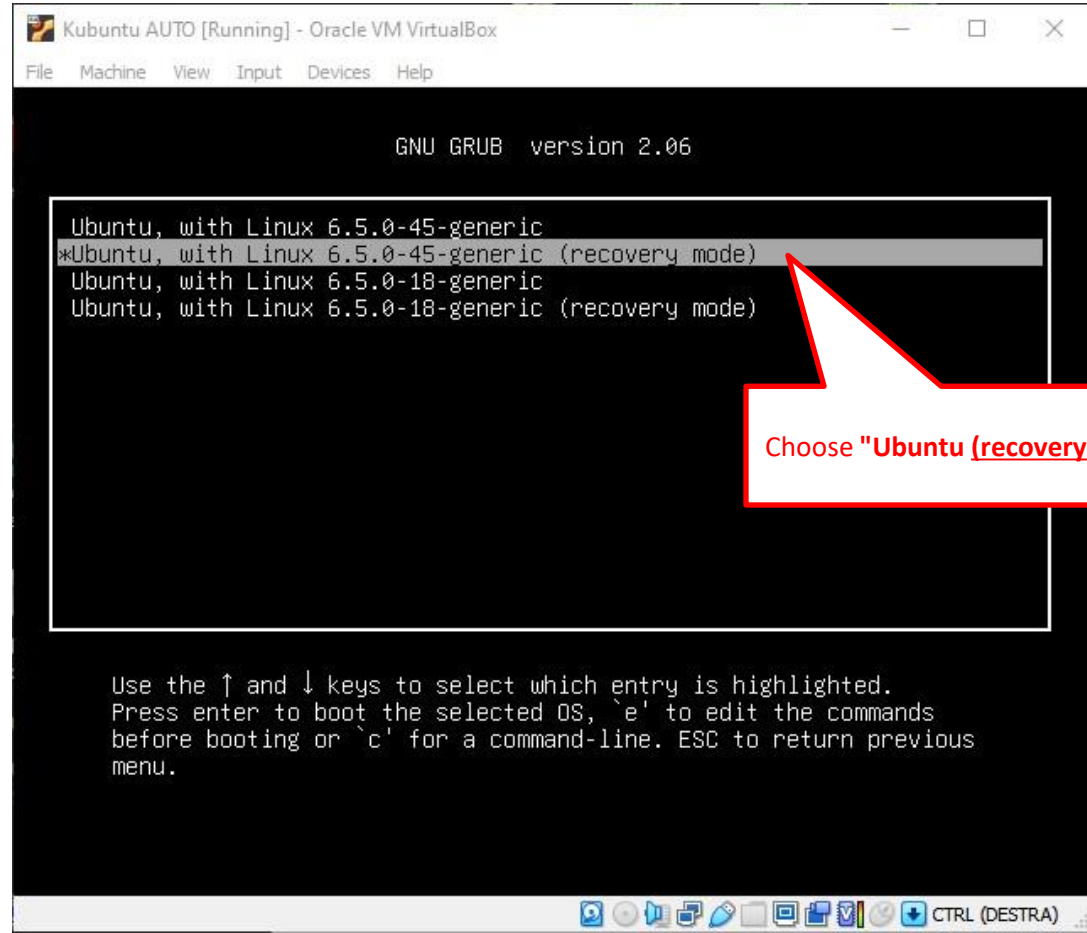 Kubuntu AUTO [Running] - Oracle VM VirtualBox
File Machine View Input Devices Help
GNU GRUB version 2.06
Ubuntu, with Linux 6.5.0-45-generic
*Ubuntu, with Linux 6.5.0-45-generic (recovery mode)
Ubuntu, with Linux 6.5.0-18-generic
Ubuntu, with Linux 6.5.0-18-generic (recovery mode)
Choose "Ubuntu (recovery
Use the ↑ and ↓ keys to select which entry is highlighted.
Press enter to boot the selected OS, `e' to edit the commands
before booting or `c' for a command-line. ESC to return previous
menu.
CTRL (DESTRA)